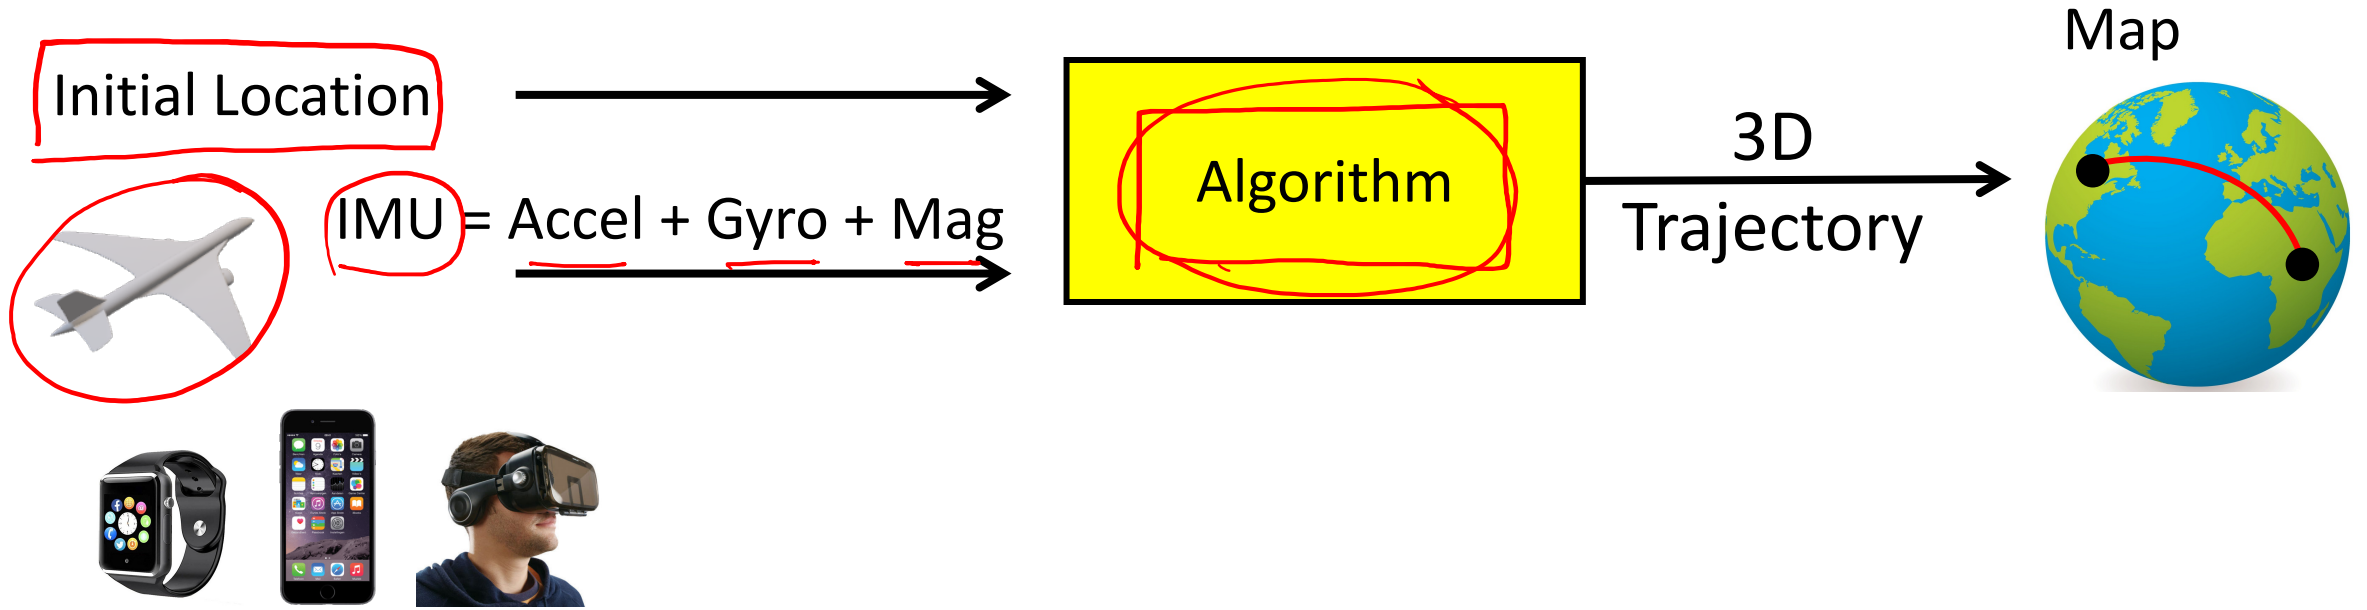 Initial Location
IMU = Accel + Gyro + Mag
Algorithm
3D
Trajectory
Map